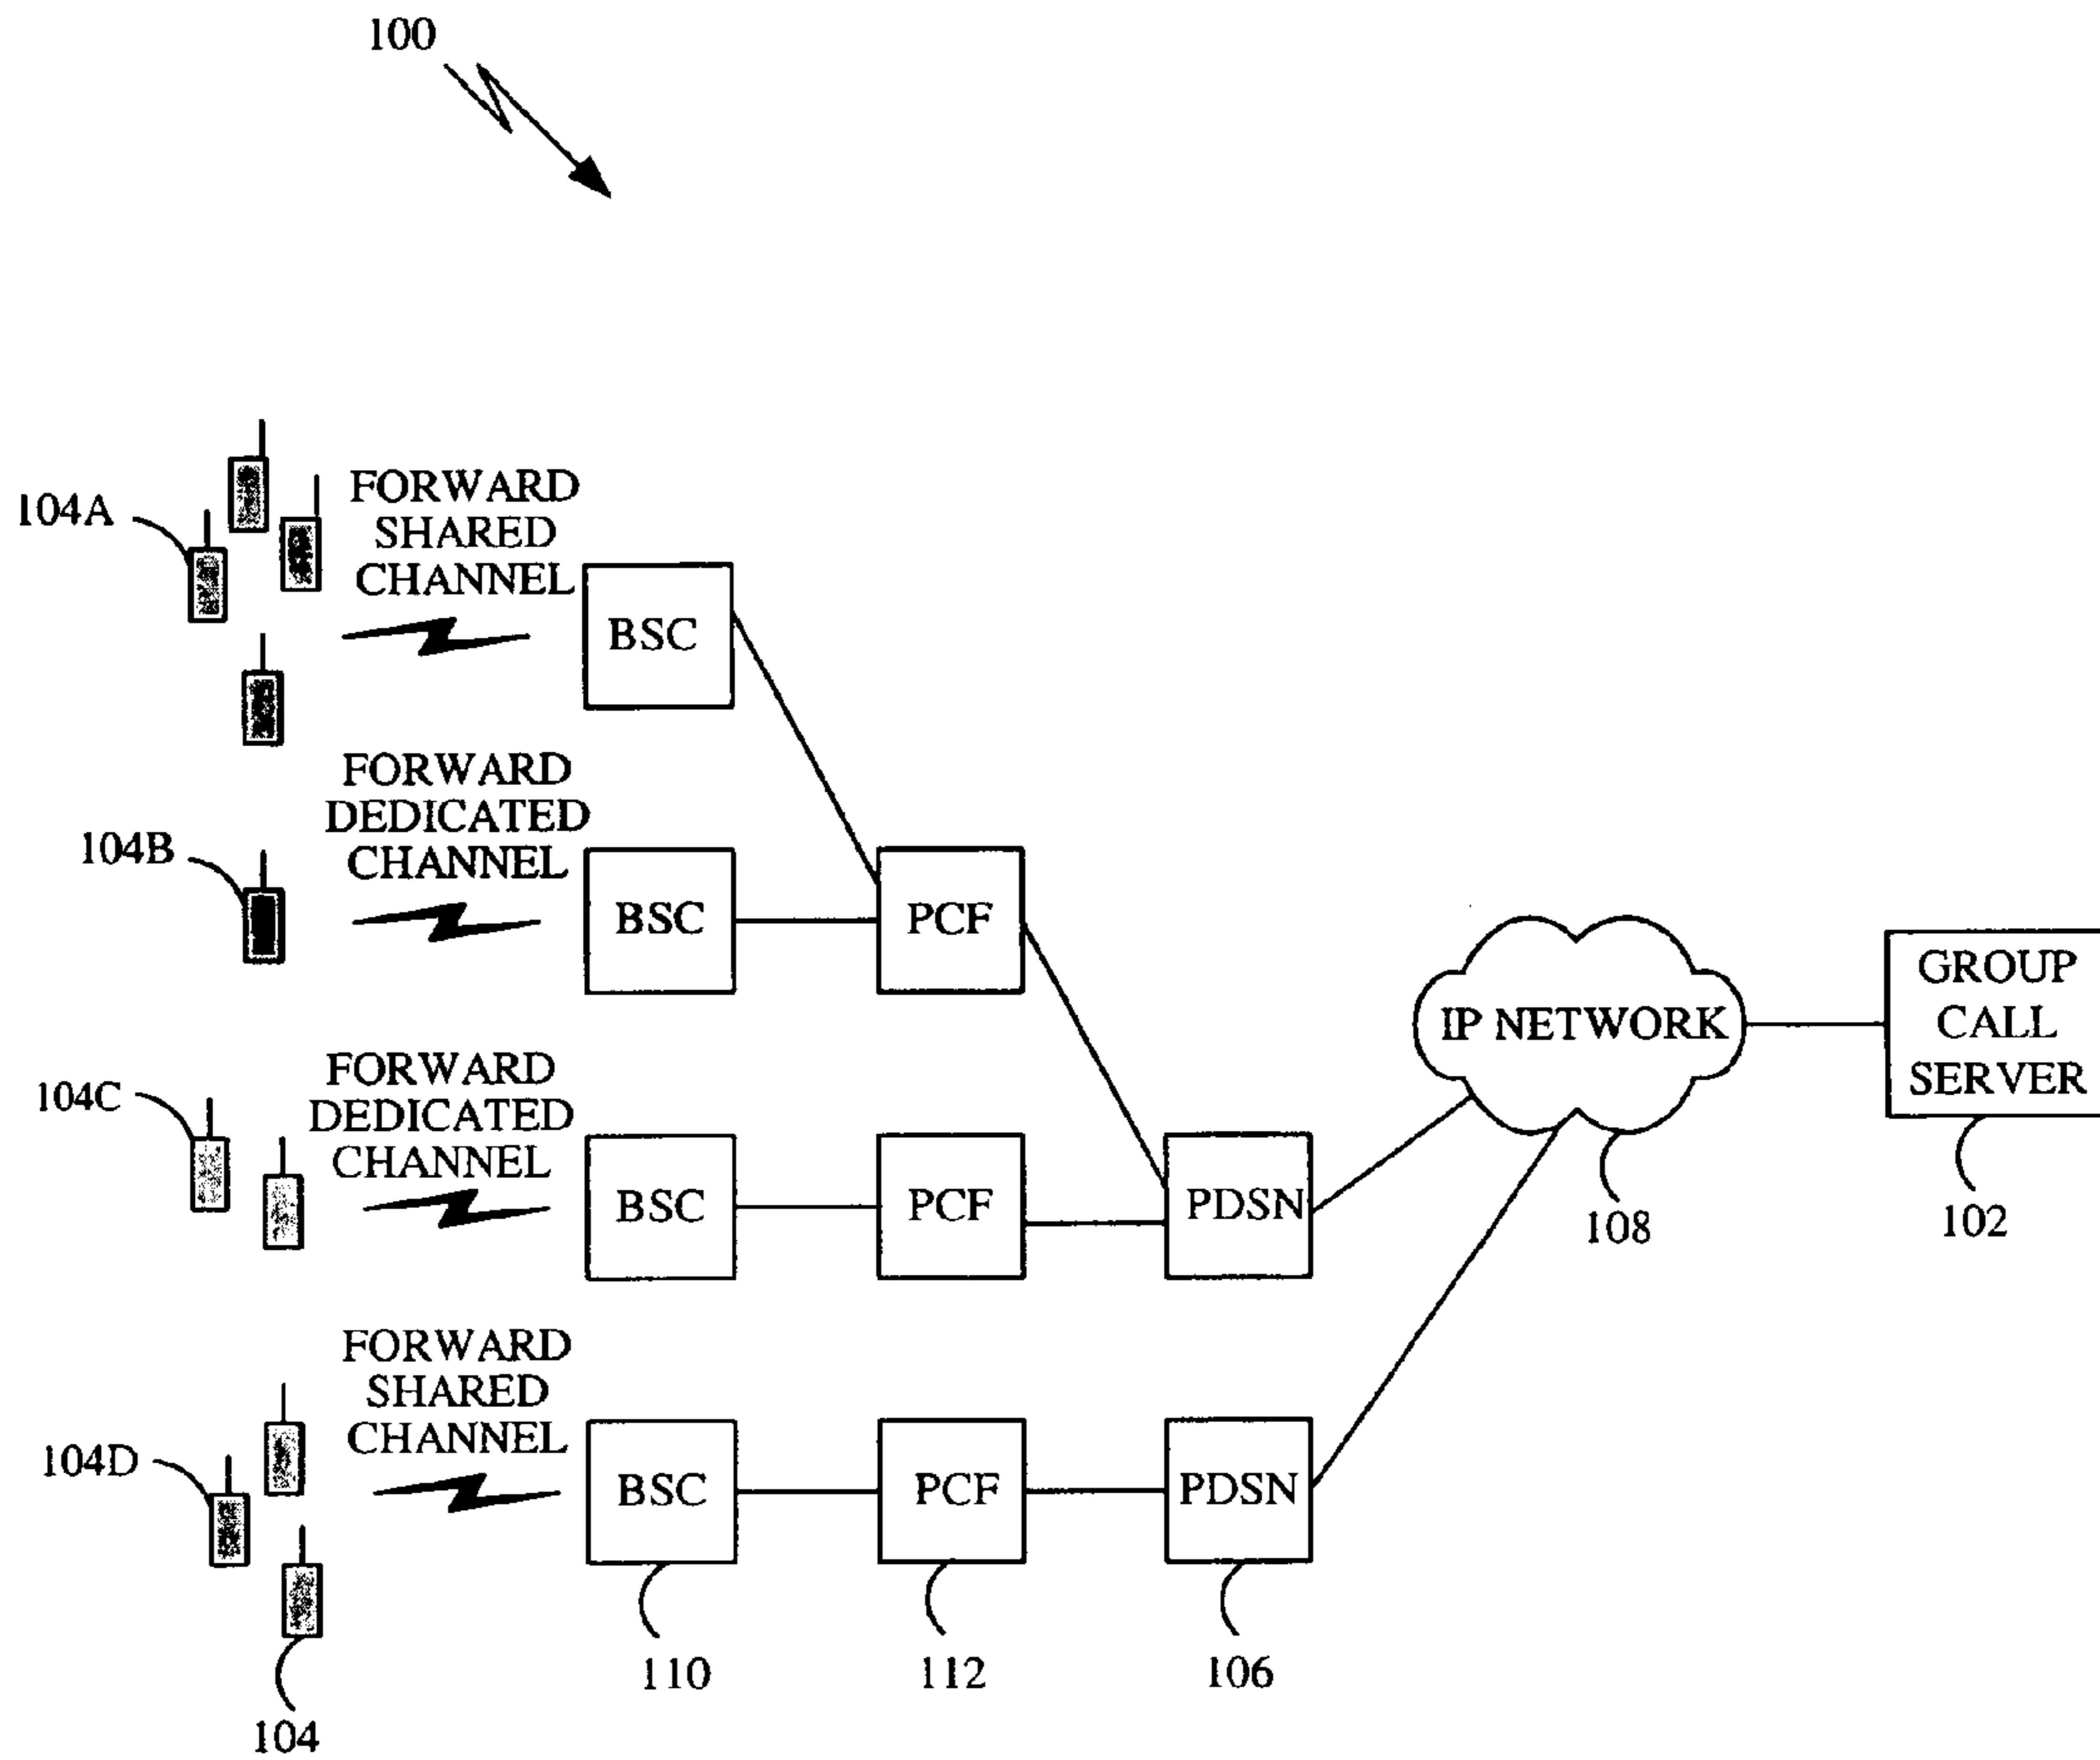 100
104A
FORWARD
SHARED
CHANNEL
BSC
104B
FORWARD
DEDICATED
CHANNEL
BSC
PCF
IP NETWORK
GROUP
CALL
SERVER
104C
FORWARD
DEDICATED
CHANNEL
BSC
PCF
PDSN
108
102
104D
FORWARD
SHARED
CHANNEL
BSC
PCF
PDSN
110
112
106
104